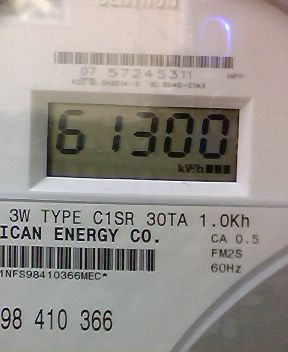 07 57245311 NPP
61300
kWh
3W TYPE C1SR 30TA 1.0Kh
ICAN ENERGY CO.
CA 0.5
FM2S
60Hz
1NFS98410366MEC*
98 410 366